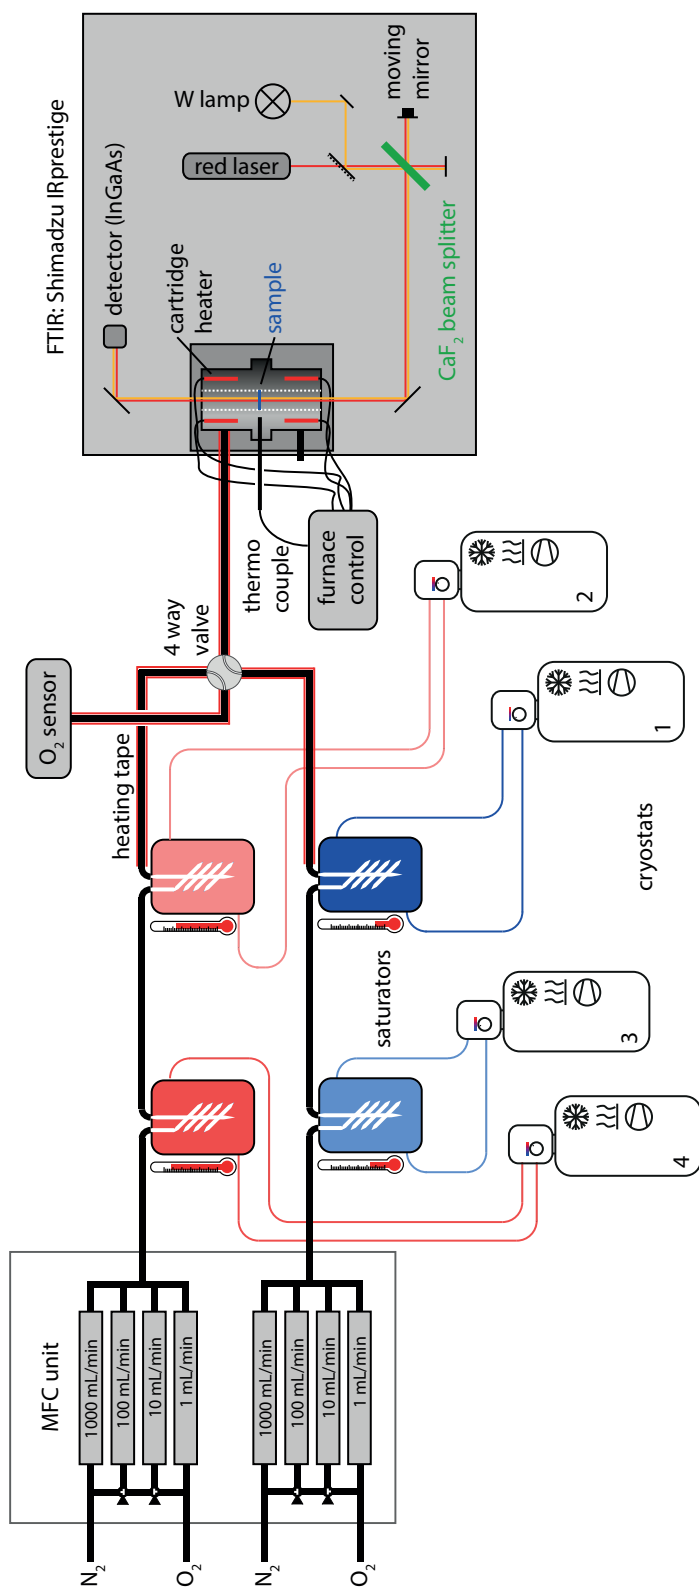 MFC unit
N₂
O₂
N₂
O₂
1000 mL/min
100 mL/min
10 mL/min
1 mL/min
1000 mL/min
100 mL/min
10 mL/min
1 mL/min
saturators
heating tape
O₂ sensor
4 way
valve
thermo
couple
furnace
control
4
3
1
2
cryostats
FTIR: Shimadzu IRprestige
detector (InGaAs)
cartridge
heater
sample
W lamp
red laser
moving
mirror
CaF₂ beam splitter